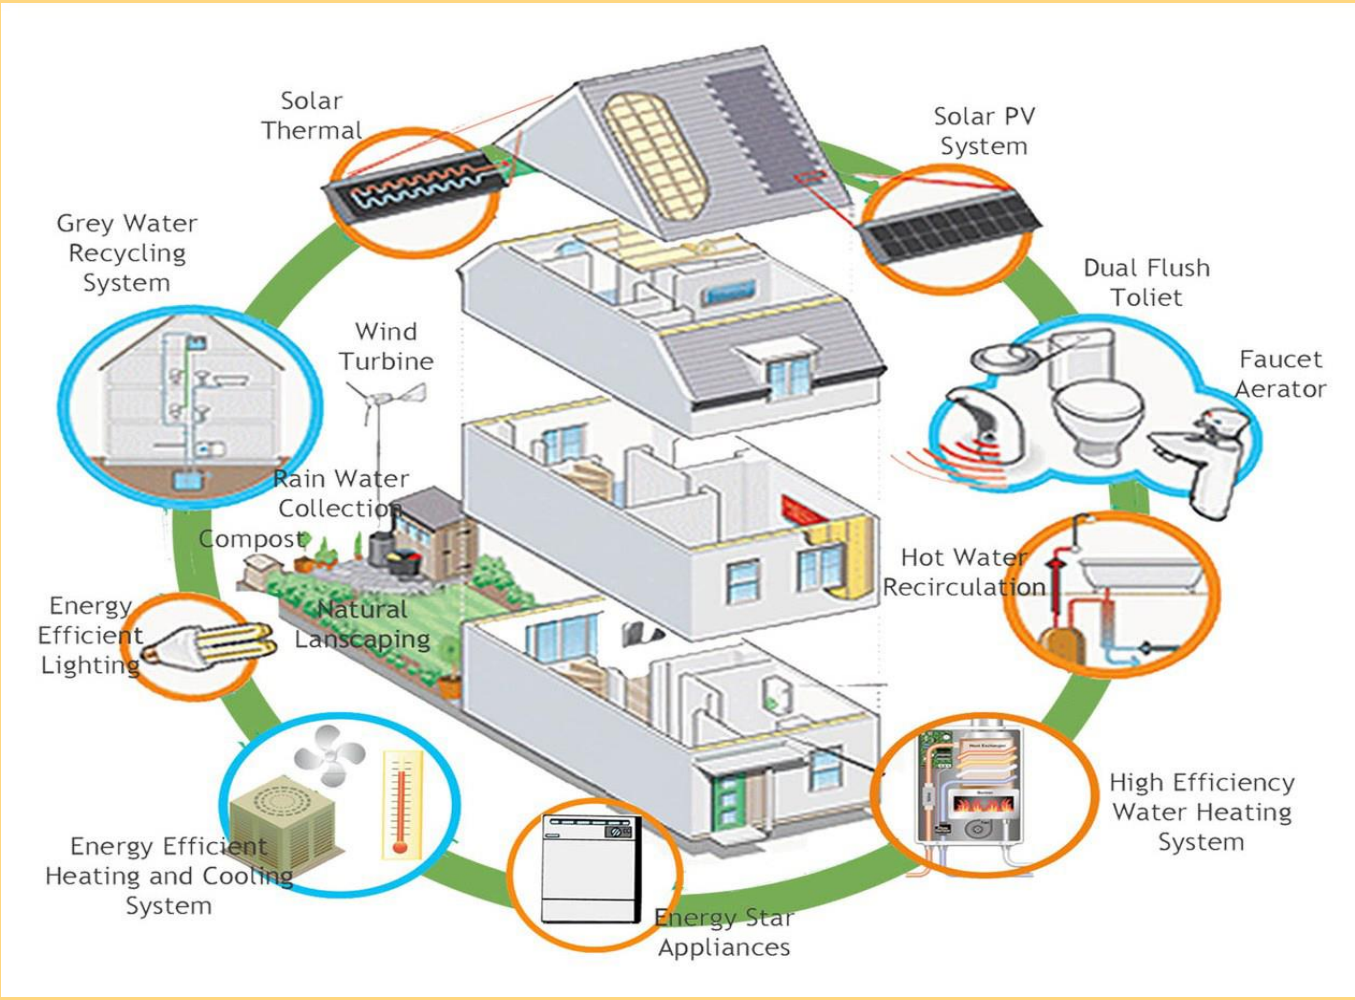 Solar
Thermal
Solar PV
System
Grey Water
Recycling
System
Dual Flush
Toliet
Wind
Turbine
Faucet
Aerator
Rain Water
Collection
Compost
Hot Water
Recirculation
Energy
Efficient
Lighting
Natural
Lanscaping
High Efficiency
Water Heating
System
Heat Exchanger
Energy Efficient
Heating and Cooling
System
Energy Star
Appliances